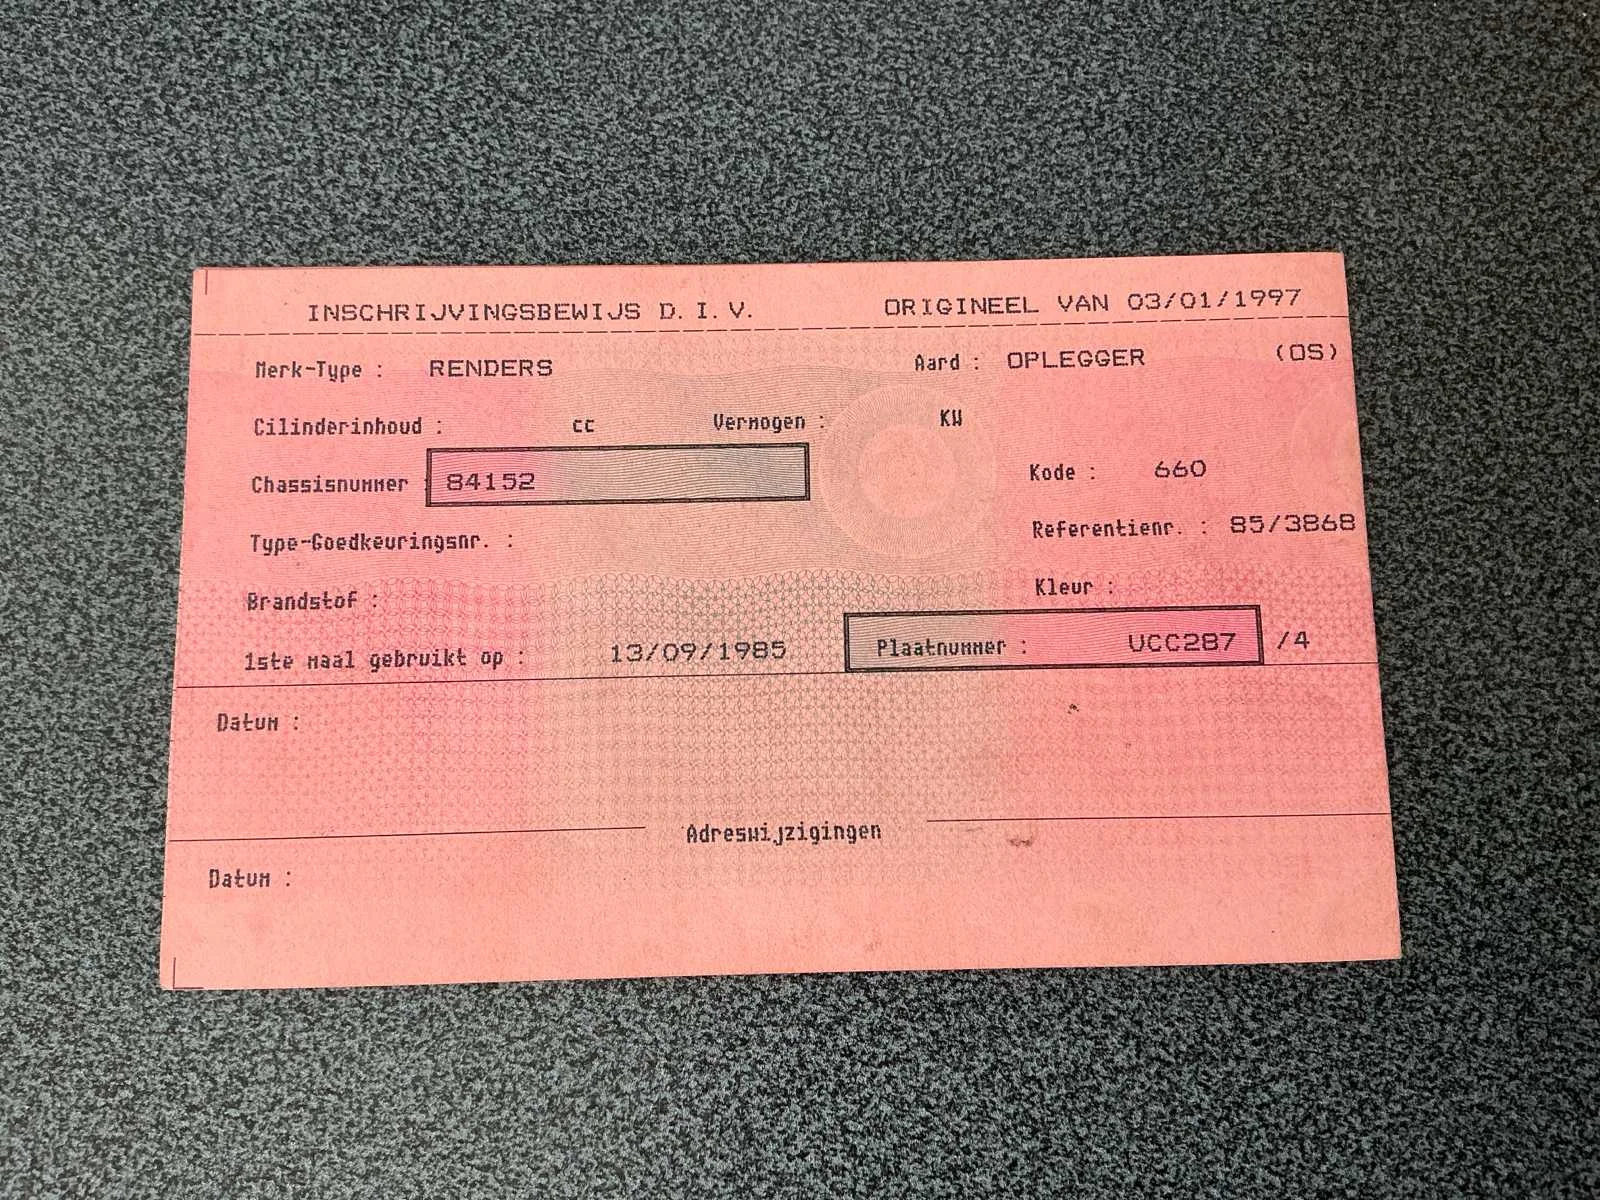 INSCHRIJVINGSBEWIJS D.I.V. ORIGINEEL VAN 03/01/1997
Merk-Type : RENDERS Aard : OPLEGGER (OS)
Cilinderinhoud : cc Vermogen : KW
Chassisnummer : 84152 Kode : 660
Type-Goedkeuringsnr. : Referentienr. : 85/3868
Brandstof : Kleur :
1ste maal gebruikt op : 13/09/1985 Plaatnummer : UCC287 /4
Datum :
Adreswijzigingen
Datum :